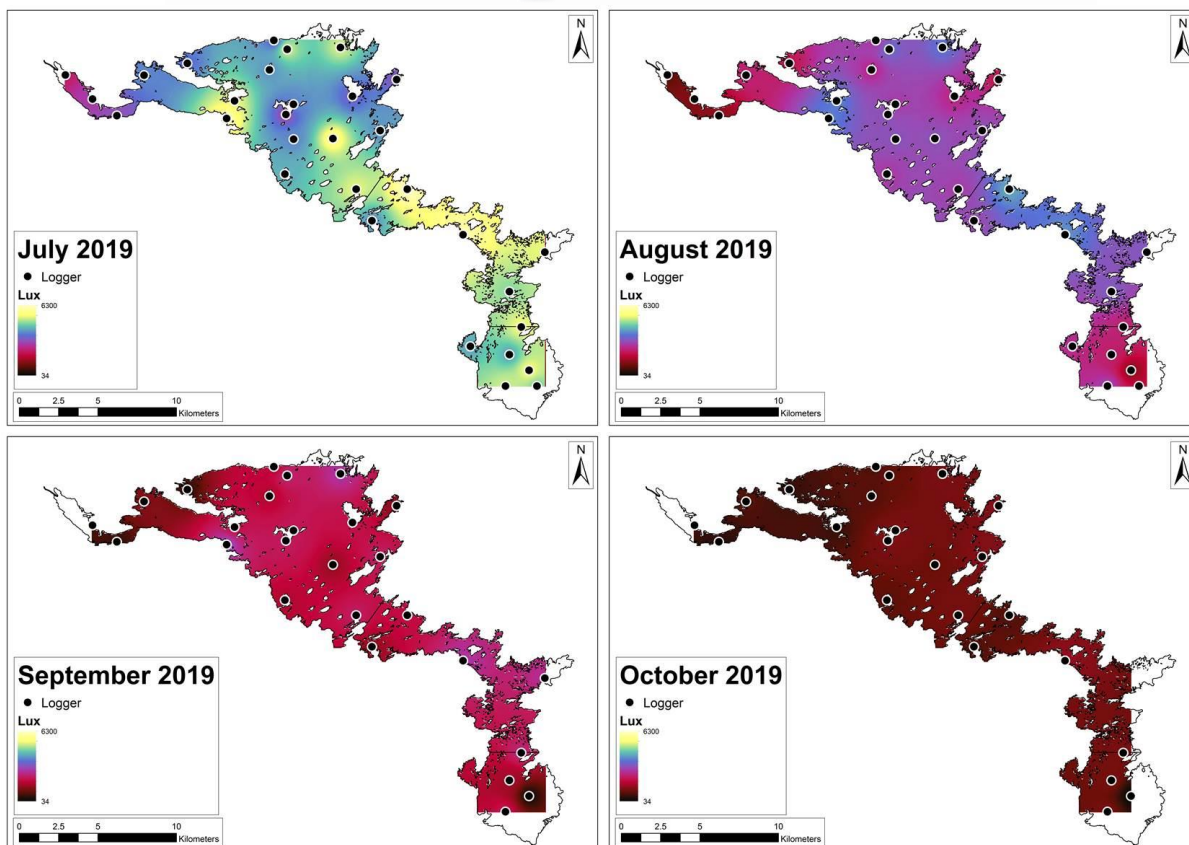 N
July 2019
Logger
Lux
6300
34
0 2.5 5 10
Kilometers
N
August 2019
Logger
Lux
6300
34
0 2.5 5 10
Kilometers
N
September 2019
Logger
Lux
6300
34
0 2.5 5 10
Kilometers
N
October 2019
Logger
Lux
6300
34
0 2.5 5 10
Kilometers